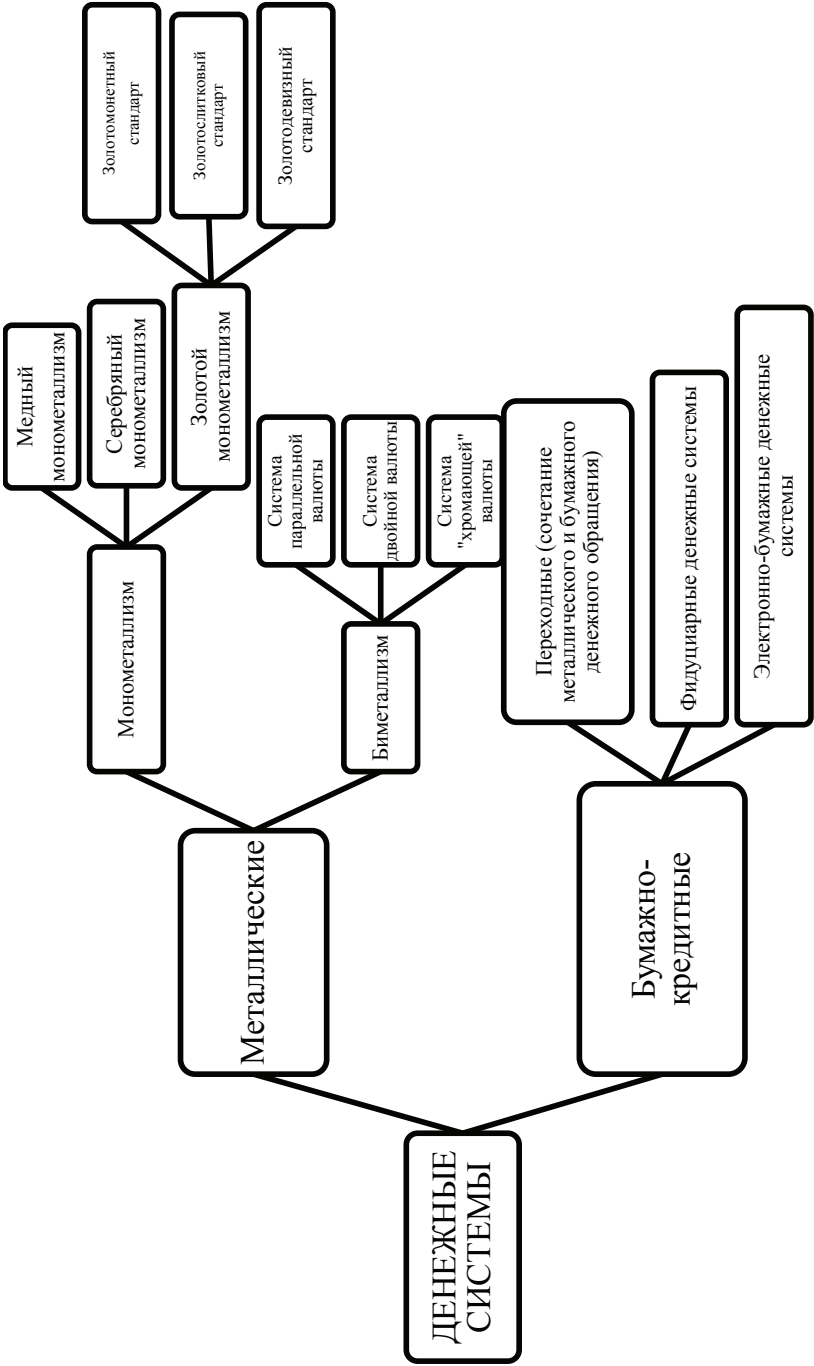 ДЕНЕЖНЫЕ
СИСТЕМЫ
Металлические
Монометаллизм
Медный
монометаллизм
Серебряный
монометаллизм
Золотой
монометаллизм
Золотомонетный
стандарт
Золотослитковый
стандарт
Золотодевизный
стандарт
Биметаллизм
Система
параллельной
валюты
Система
двойной валюты
Система
"хромающей"
валюты
Бумажно-
кредитные
Переходные (сочетание
металлического и бумажного
денежного обращения)
Фидуциарные денежные системы
Электронно-бумажные денежные
системы